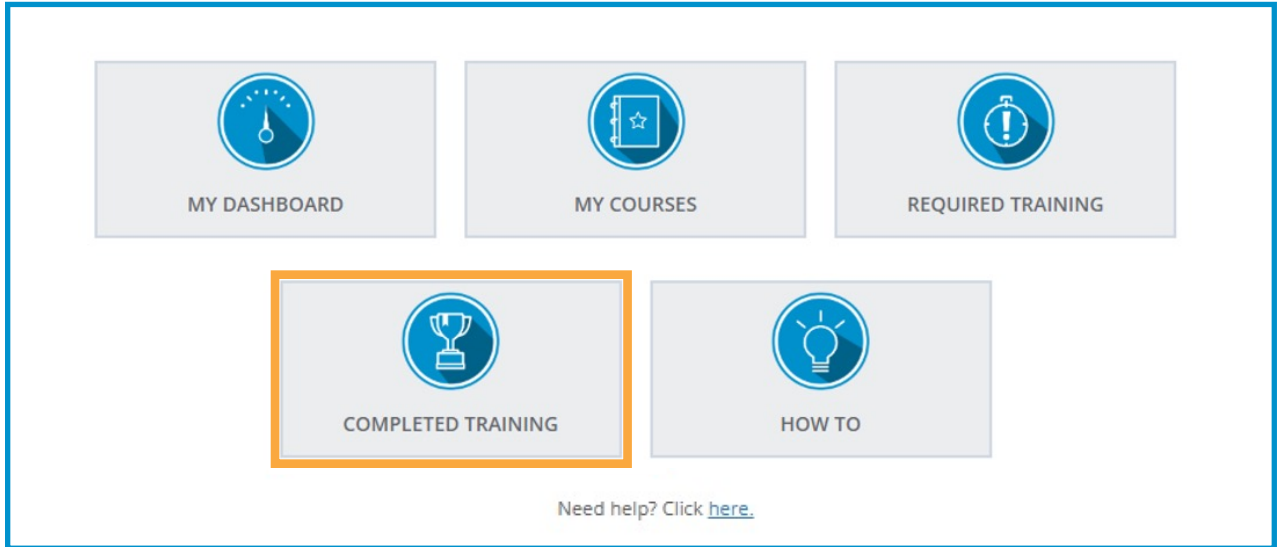 MY DASHBOARD
MY COURSES
REQUIRED TRAINING
COMPLETED TRAINING
HOW TO
Need help? Click here.